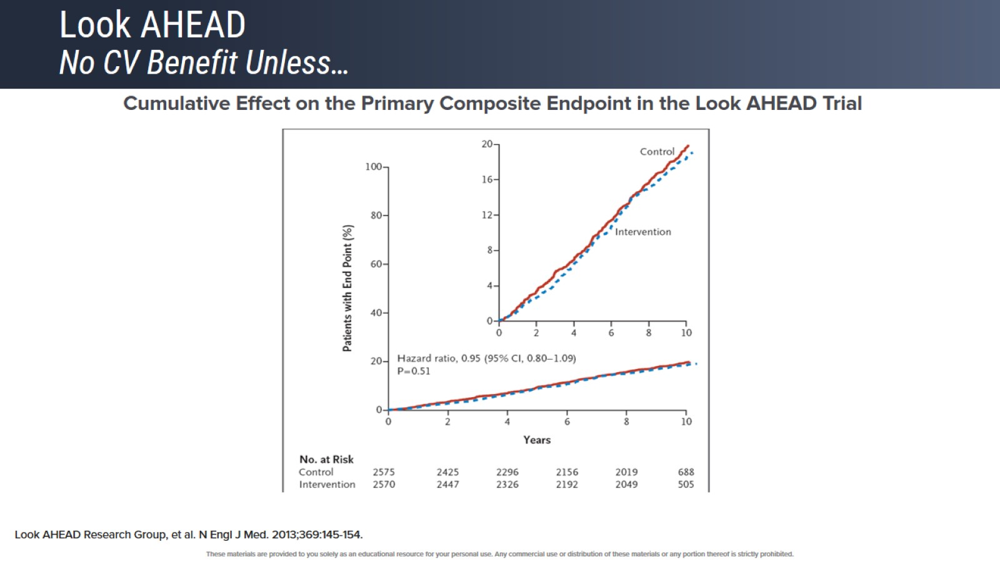 Look AHEAD
No CV Benefit Unless...
Cumulative Effect on the Primary Composite Endpoint in the Look AHEAD Trial
Patients with End Point (%)
100
80
60
40
20
0
20
16
12
8
4
0
Control
Intervention
0 2 4 6 8 10
Hazard ratio, 0.95 (95% CI, 0.80–1.09)
P=0.51
0 2 4 6 8 10
Years
No. at Risk
Control 2575 2425 2296 2156 2019 688
Intervention 2570 2447 2326 2192 2049 505
Look AHEAD Research Group, et al. N Engl J Med. 2013;369:145-154.
These materials are provided to you solely as an educational resource for your personal use. Any commercial use or distribution of these materials or any portion thereof is strictly prohibited.